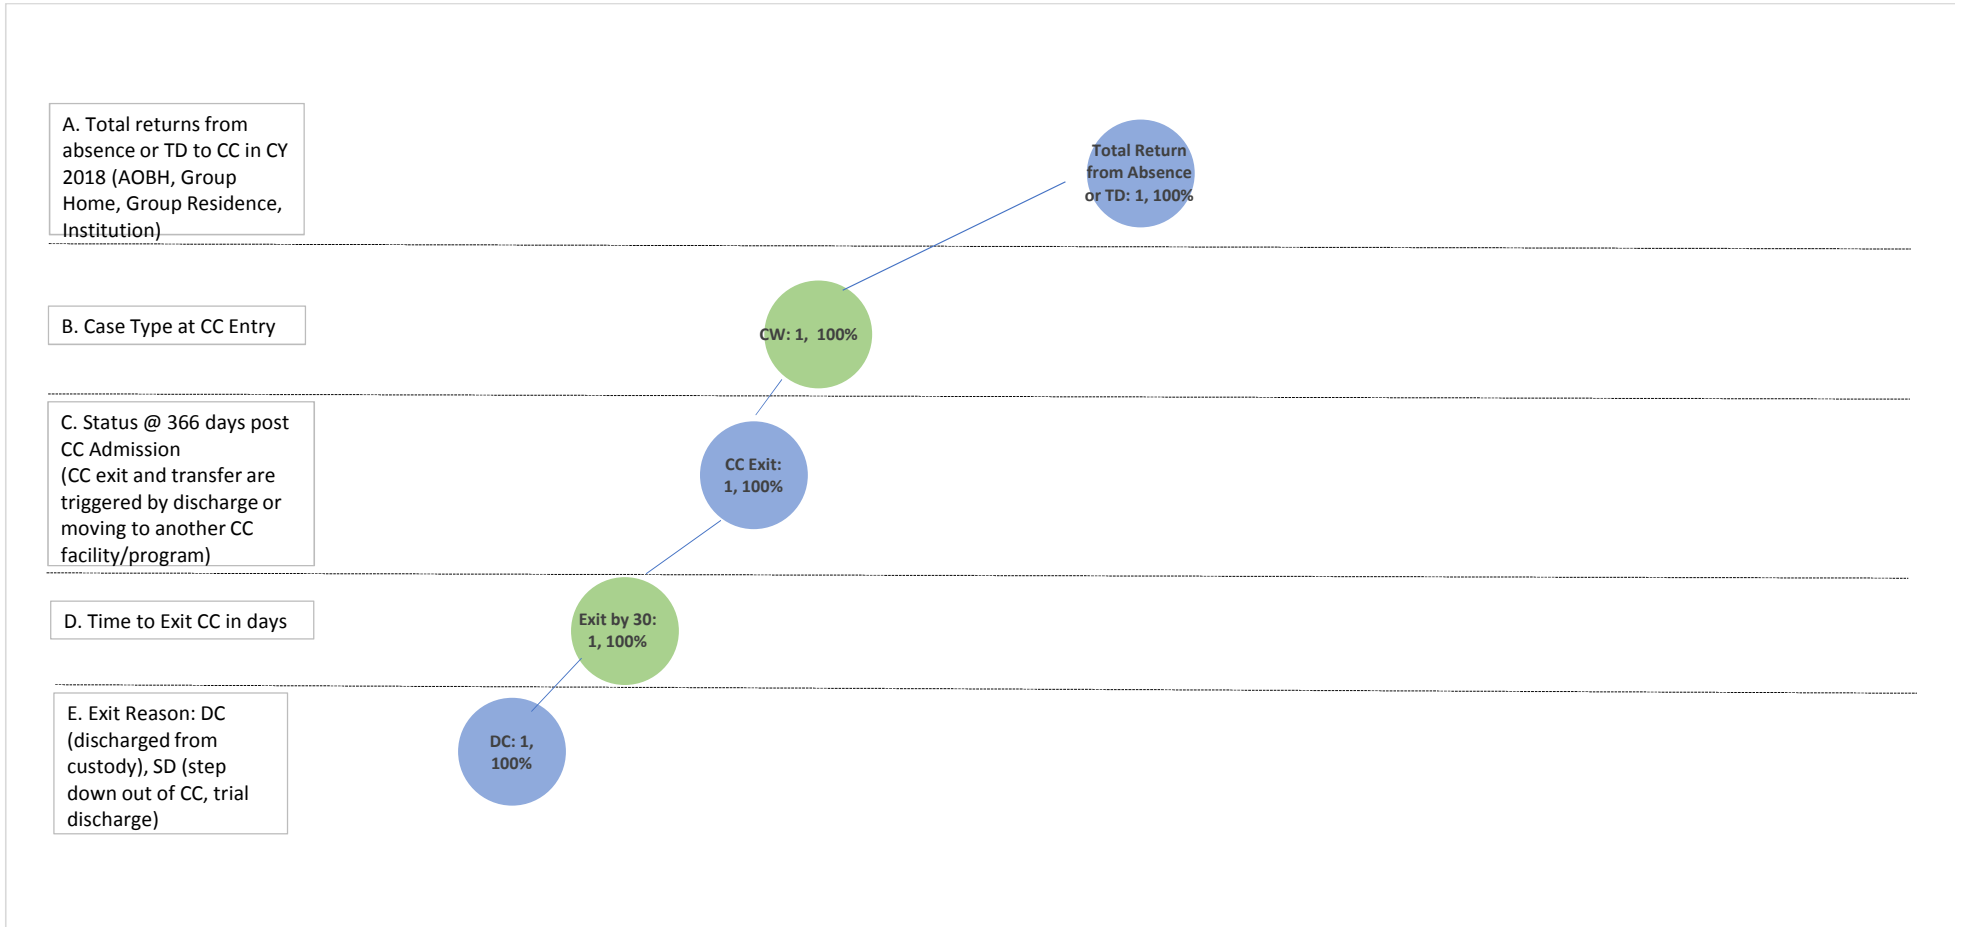 A. Total returns from
absence or TD to CC in CY
2018 (AOBH, Group
Home, Group Residence,
Institution)
Total Return
from Absence
or TD: 1, 100%
B. Case Type at CC Entry
CW: 1, 100%
C. Status @ 366 days post
CC Admission
(CC exit and transfer are
triggered by discharge or
moving to another CC
facility/program)
CC Exit:
1, 100%
D. Time to Exit CC in days
Exit by 30:
1, 100%
E. Exit Reason: DC
(discharged from
custody), SD (step
down out of CC, trial
discharge)
DC: 1,
100%